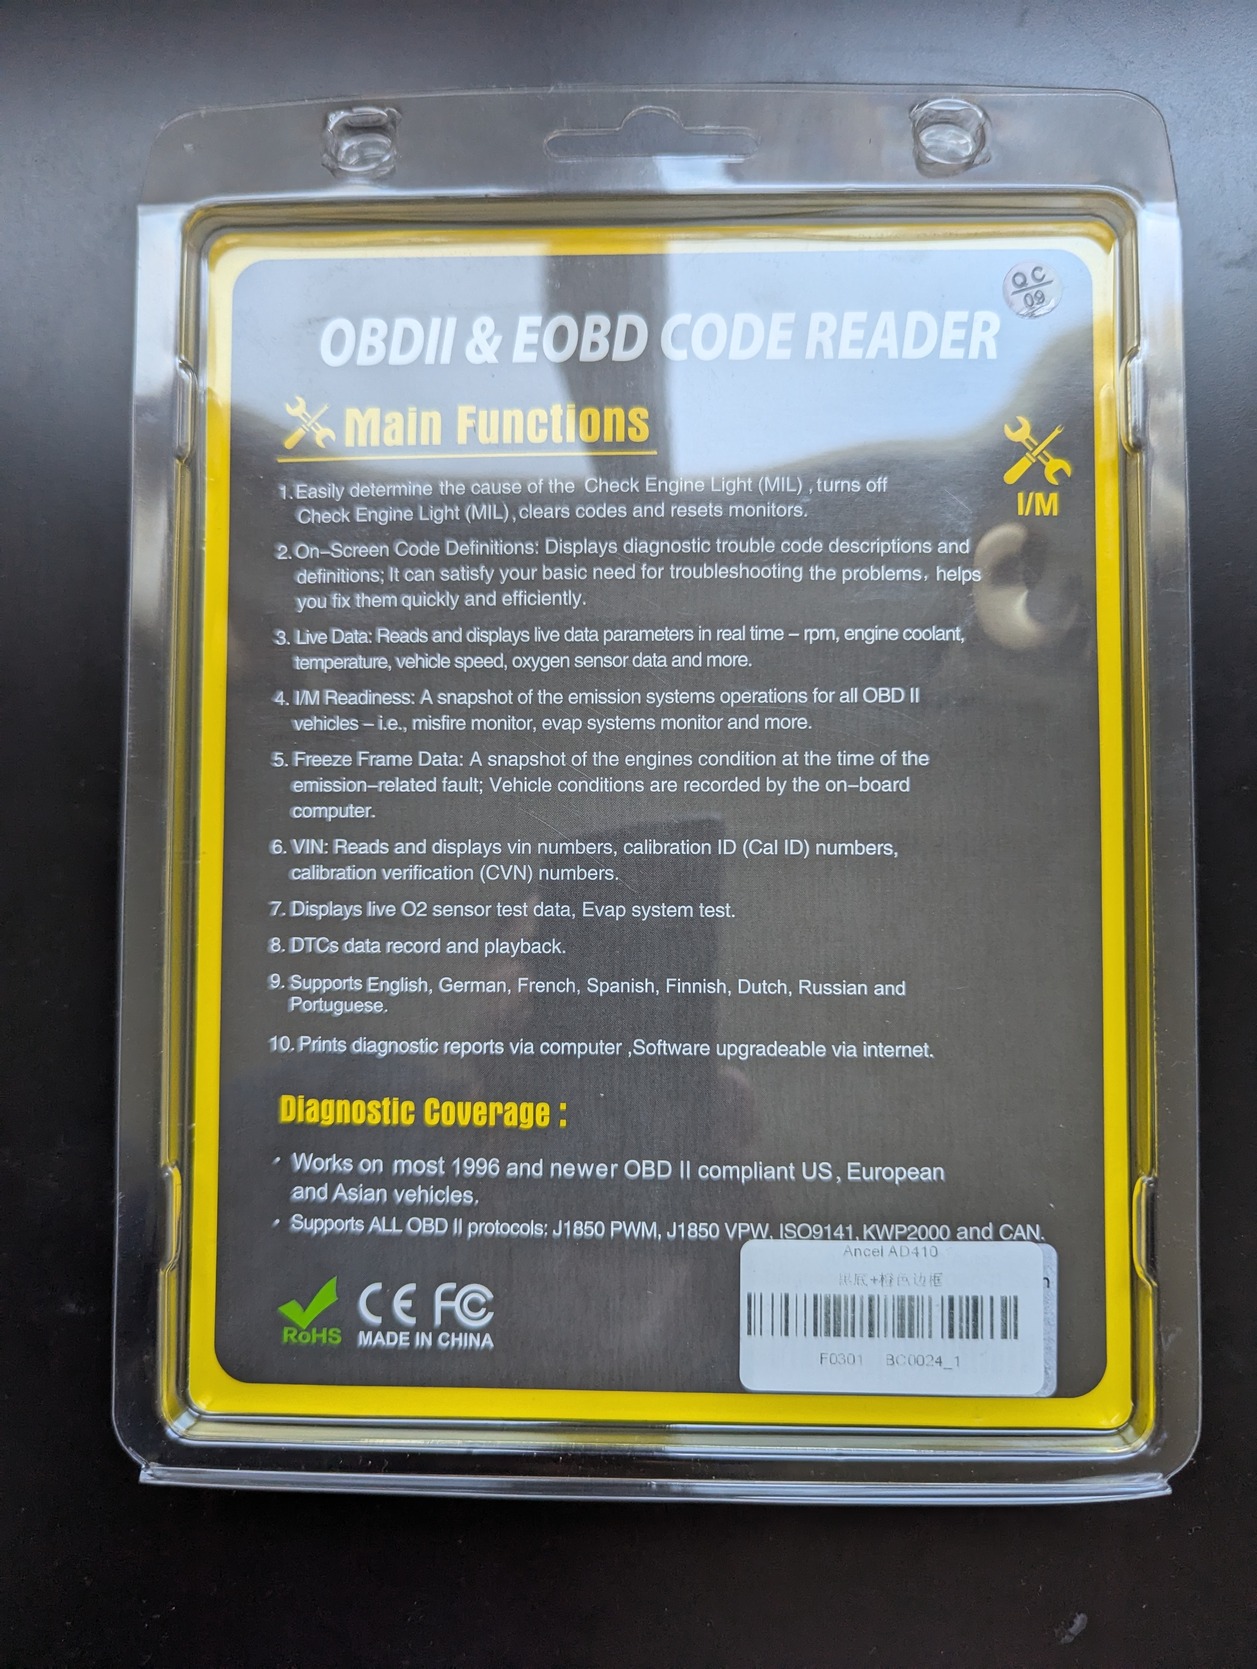 QC
09
OBDII & EOBD CODE READER
Main Functions
I/M
1. Easily determine the cause of the Check Engine Light (MIL) , turns off
Check Engine Light (MIL), clears codes and resets monitors.
2. On-Screen Code Definitions: Displays diagnostic trouble code descriptions and
definitions; It can satisfy your basic need for troubleshooting the problems, helps
you fix them quickly and efficiently.
3. Live Data: Reads and displays live data parameters in real time – rpm, engine coolant,
temperature, vehicle speed, oxygen sensor data and more.
4. I/M Readiness: A snapshot of the emission systems operations for all OBD II
vehicles – i.e., misfire monitor, evap systems monitor and more.
5. Freeze Frame Data: A snapshot of the engines condition at the time of the
emission-related fault; Vehicle conditions are recorded by the on-board
computer.
6. VIN: Reads and displays vin numbers, calibration ID (Cal ID) numbers,
calibration verification (CVN) numbers.
7. Displays live O2 sensor test data, Evap system test.
8. DTCs data record and playback.
9. Supports English, German, French, Spanish, Finnish, Dutch, Russian and
Portuguese.
10. Prints diagnostic reports via computer ,Software upgradeable via internet.
Diagnostic Coverage :
· Works on most 1996 and newer OBD II compliant US, European
and Asian vehicles.
· Supports ALL OBD II protocols: J1850 PWM, J1850 VPW, ISO9141, KWP2000 and CAN.
Ancel AD410
黑底+橙色边框
F0301 BC0024_1
RoHS
CE FC
MADE IN CHINA